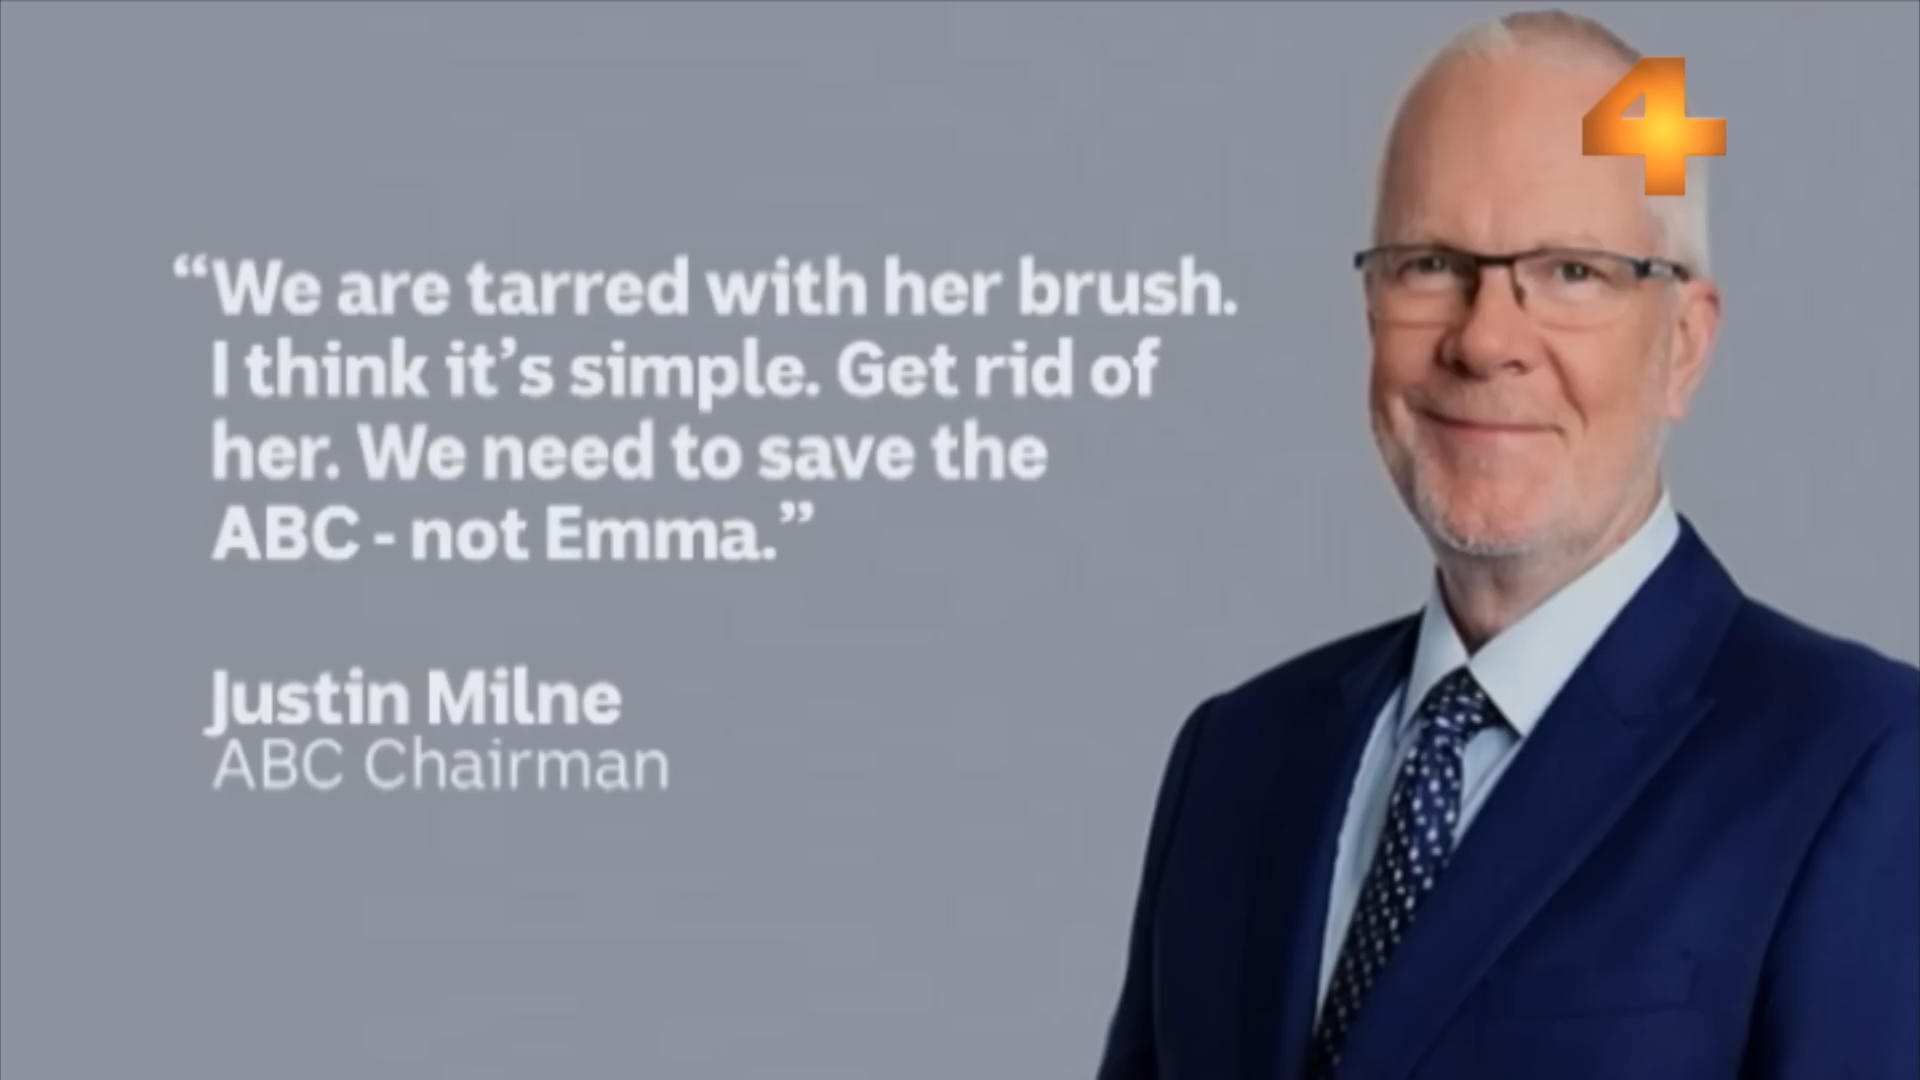 “We are tarred with her brush.
I think it’s simple. Get rid of
her. We need to save the
ABC - not Emma.”
Justin Milne
ABC Chairman
4